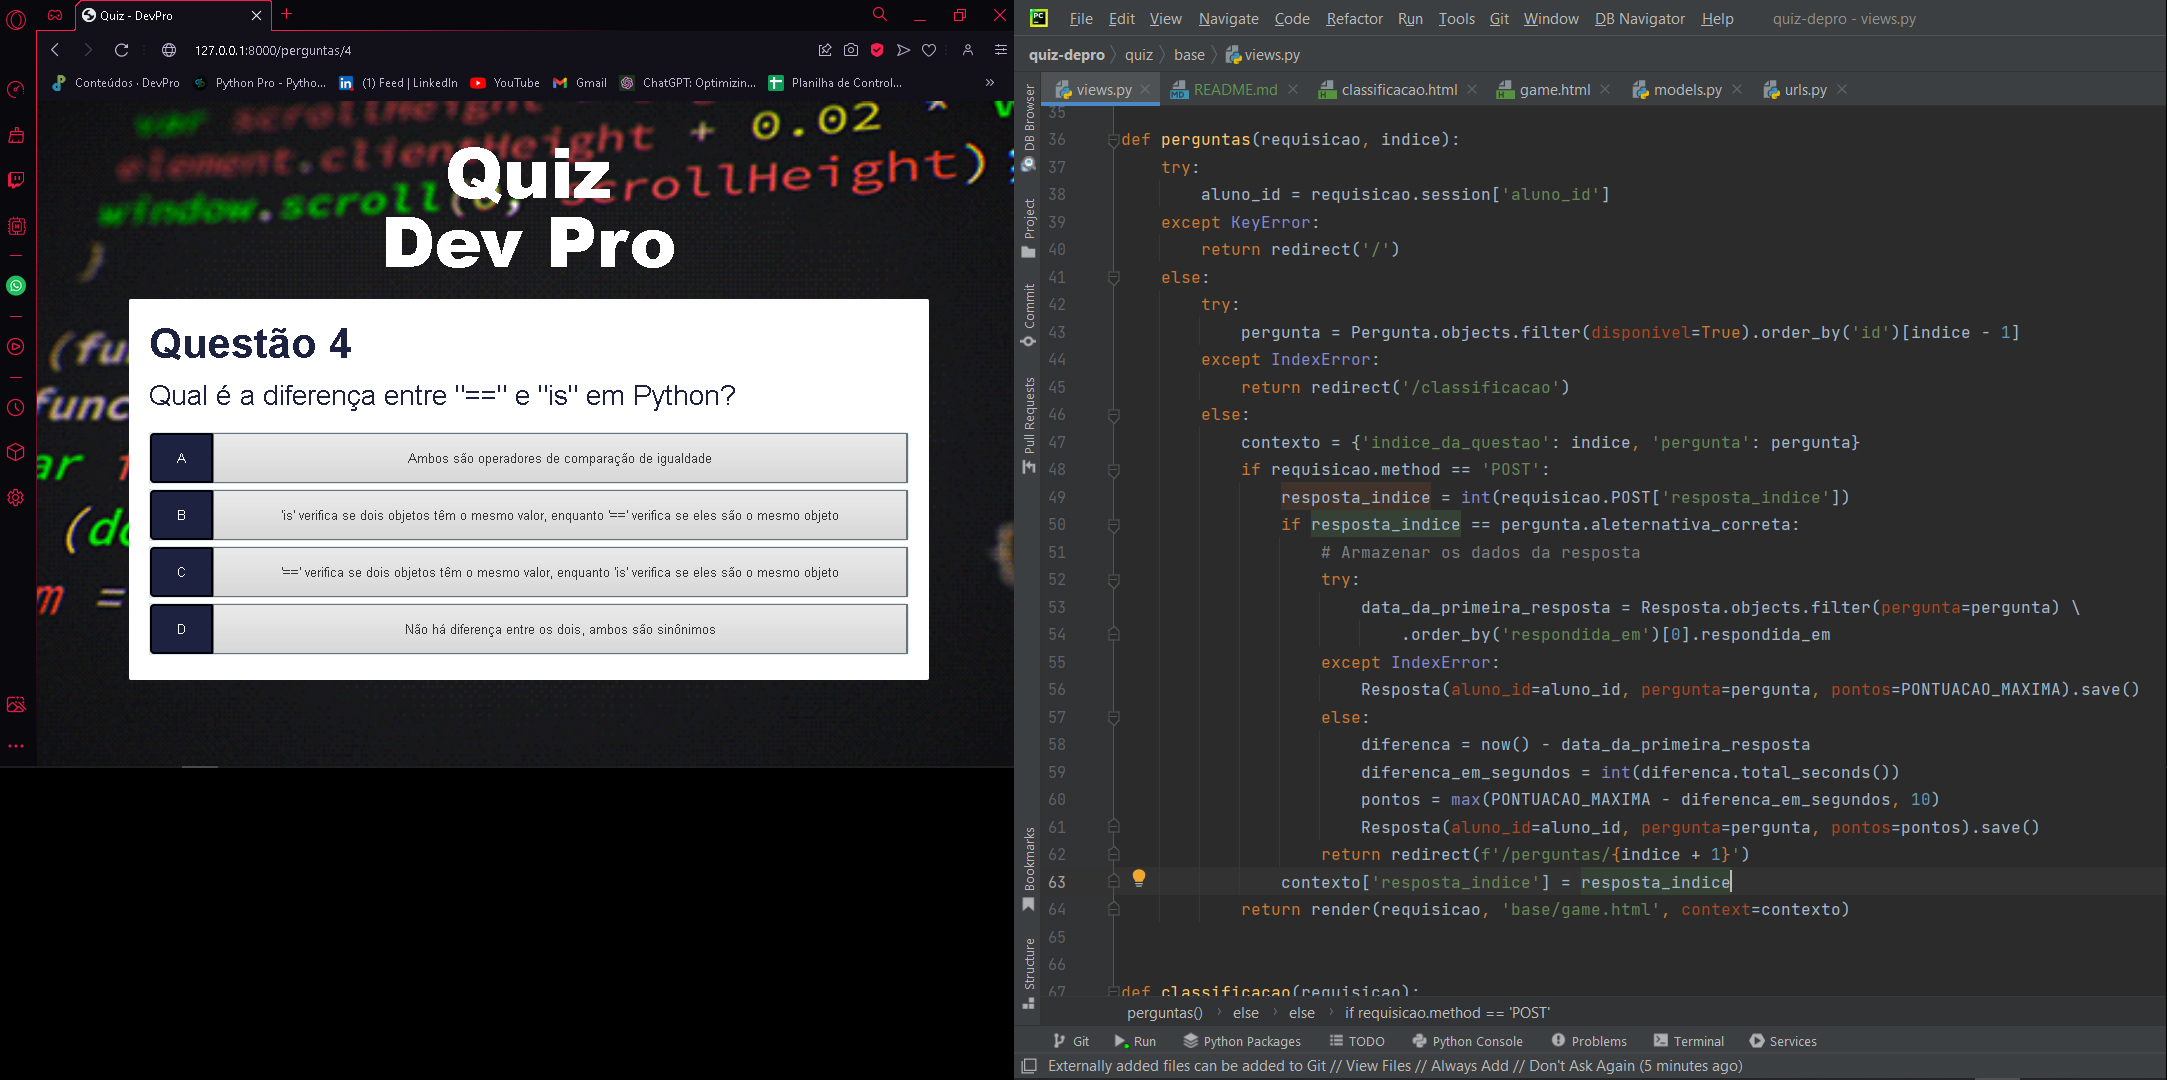 Quiz - DevPro
127.0.0.1:8000/perguntas/4
Conteúdos · DevPro
Python Pro - Pytho...
(1) Feed | LinkedIn
YouTube
Gmail
ChatGPT: Optimizin...
Planilha de Control...
»
var scrollHeight
element.clientHeight + 0.02 *
window.scroll(0, scrollHeight)
}
Quiz
Dev Pro
Questão 4
Qual é a diferença entre "==" e "is" em Python?
A
Ambos são operadores de comparação de igualdade
B
'is' verifica se dois objetos têm o mesmo valor, enquanto '==' verifica se eles são o mesmo objeto
C
'==' verifica se dois objetos têm o mesmo valor, enquanto 'is' verifica se eles são o mesmo objeto
D
Não há diferença entre os dois, ambos são sinônimos
PC
File Edit View Navigate Code Refactor Run Tools Git Window DB Navigator Help quiz-depro - views.py
quiz-depro quiz base views.py
views.py README.md classificacao.html game.html models.py urls.py
DB Browser
Project
Commit
Pull Requests
Bookmarks
Structure
35
36 def perguntas(requisicao, indice):
37 try:
38 aluno_id = requisicao.session['aluno_id']
39 except KeyError:
40 return redirect('/')
41 else:
42 try:
43 pergunta = Pergunta.objects.filter(disponivel=True).order_by('id')[indice - 1]
44 except IndexError:
45 return redirect('/classificacao')
46 else:
47 contexto = {'indice_da_questao': indice, 'pergunta': pergunta}
48 if requisicao.method == 'POST':
49 resposta_indice = int(requisicao.POST['resposta_indice'])
50 if resposta_indice == pergunta.aleternativa_correta:
51 # Armazenar os dados da resposta
52 try:
53 data_da_primeira_resposta = Resposta.objects.filter(pergunta=pergunta) \
54 .order_by('respondida_em')[0].respondida_em
55 except IndexError:
56 Resposta(aluno_id=aluno_id, pergunta=pergunta, pontos=PONTUACAO_MAXIMA).save()
57 else:
58 diferenca = now() - data_da_primeira_resposta
59 diferenca_em_segundos = int(diferenca.total_seconds())
60 pontos = max(PONTUACAO_MAXIMA - diferenca_em_segundos, 10)
61 Resposta(aluno_id=aluno_id, pergunta=pergunta, pontos=pontos).save()
62 return redirect(f'/perguntas/{indice + 1}')
63 contexto['resposta_indice'] = resposta_indice
64 return render(requisicao, 'base/game.html', context=contexto)
65
66
67 def classificacao(requisicao):
perguntas() › else › else › if requisicao.method == 'POST'
Git Run Python Packages TODO Python Console Problems Terminal Services
Externally added files can be added to Git // View Files // Always Add // Don't Ask Again (5 minutes ago)